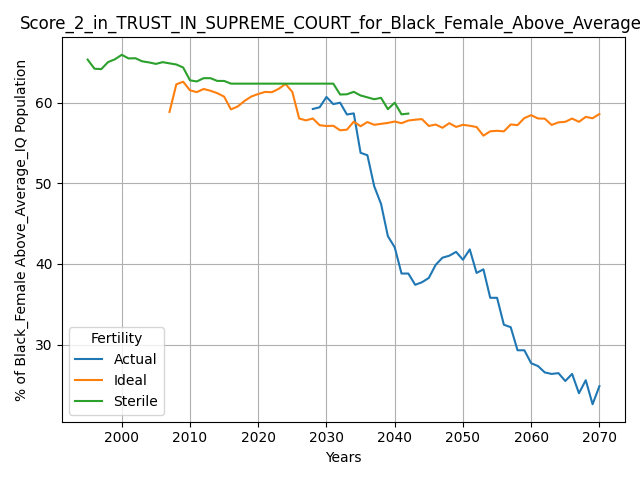 Score_2_in_TRUST_IN_SUPREME_COURT_for_Black_Female_Above_Average
% of Black_Female Above_Average_IQ Population
60
50
40
30
Fertility
Actual
Ideal
Sterile
2000 2010 2020 2030 2040 2050 2060 2070
Years